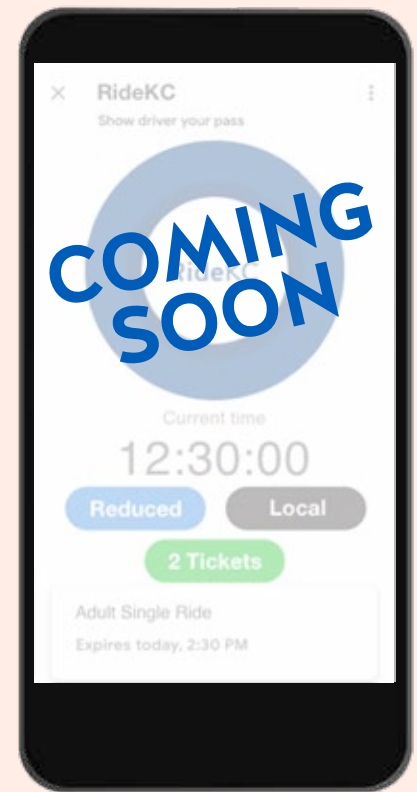 × RideKC
Show driver your pass
COMING
RideKC
SOON
Current time
12:30:00
Reduced Local
2 Tickets
Adult Single Ride
Expires today, 2:30 PM